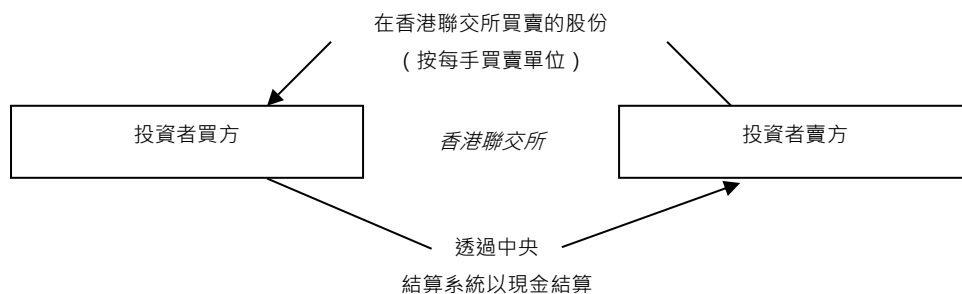 在香港聯交所買賣的股份
(按每手買賣單位)
投資者買方
香港聯交所
投資者賣方
透過中央
結算系統以現金結算